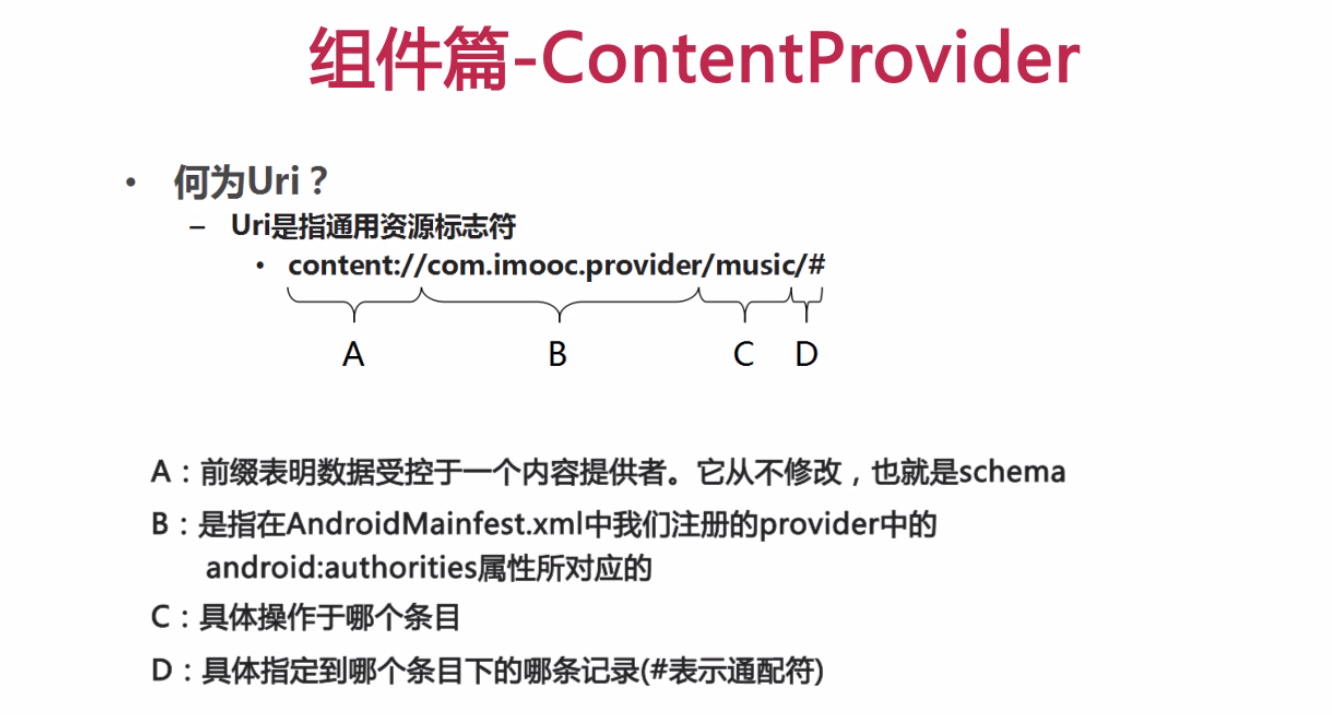 组件篇-ContentProvider
• 何为Uri？
– Uri是指通用资源标志符
• content://com.imooc.provider/music/#
A B C D
A：前缀表明数据受控于一个内容提供者。它从不修改，也就是schema
B：是指在AndroidMainfest.xml中我们注册的provider中的
android:authorities属性所对应的
C：具体操作于哪个条目
D：具体指定到哪个条目下的哪条记录(#表示通配符)